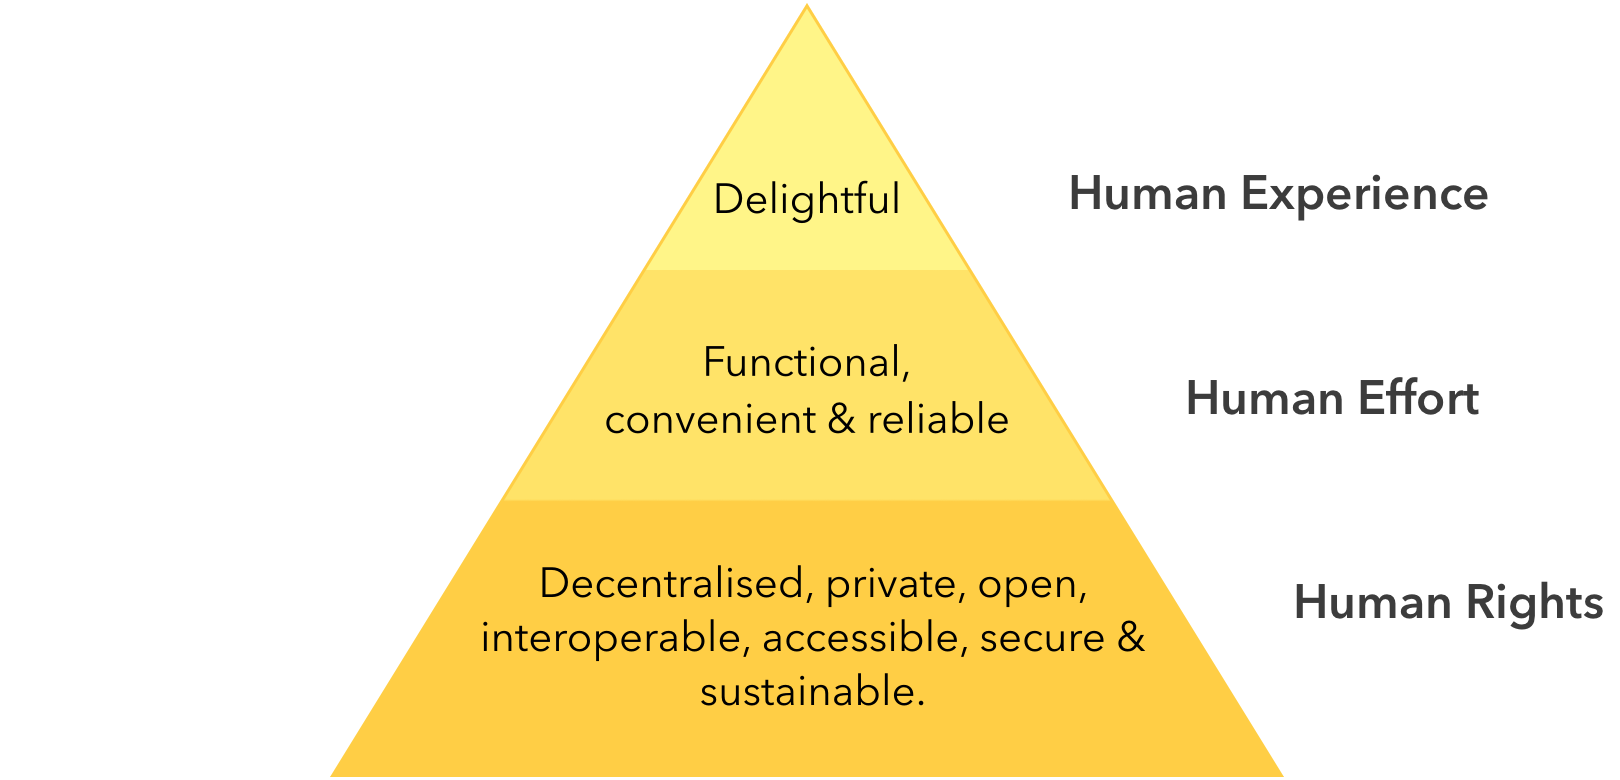 Delightful
Human Experience
Functional,
convenient & reliable
Human Effort
Decentralised, private, open,
interoperable, accessible, secure &
sustainable.
Human Rights